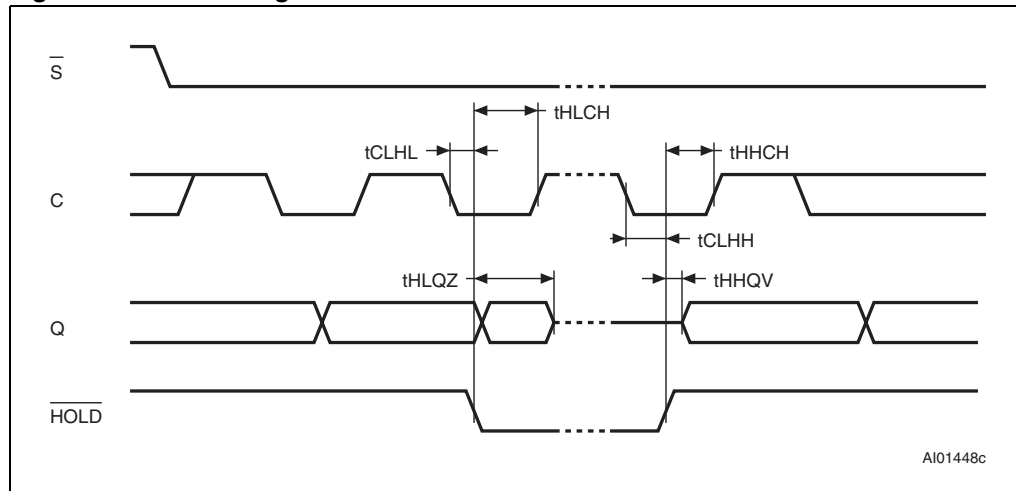 S
tHLCH
tCLHL
tHHCH
C
tCLHH
tHLQZ
tHHQV
Q
HOLD
AI01448c